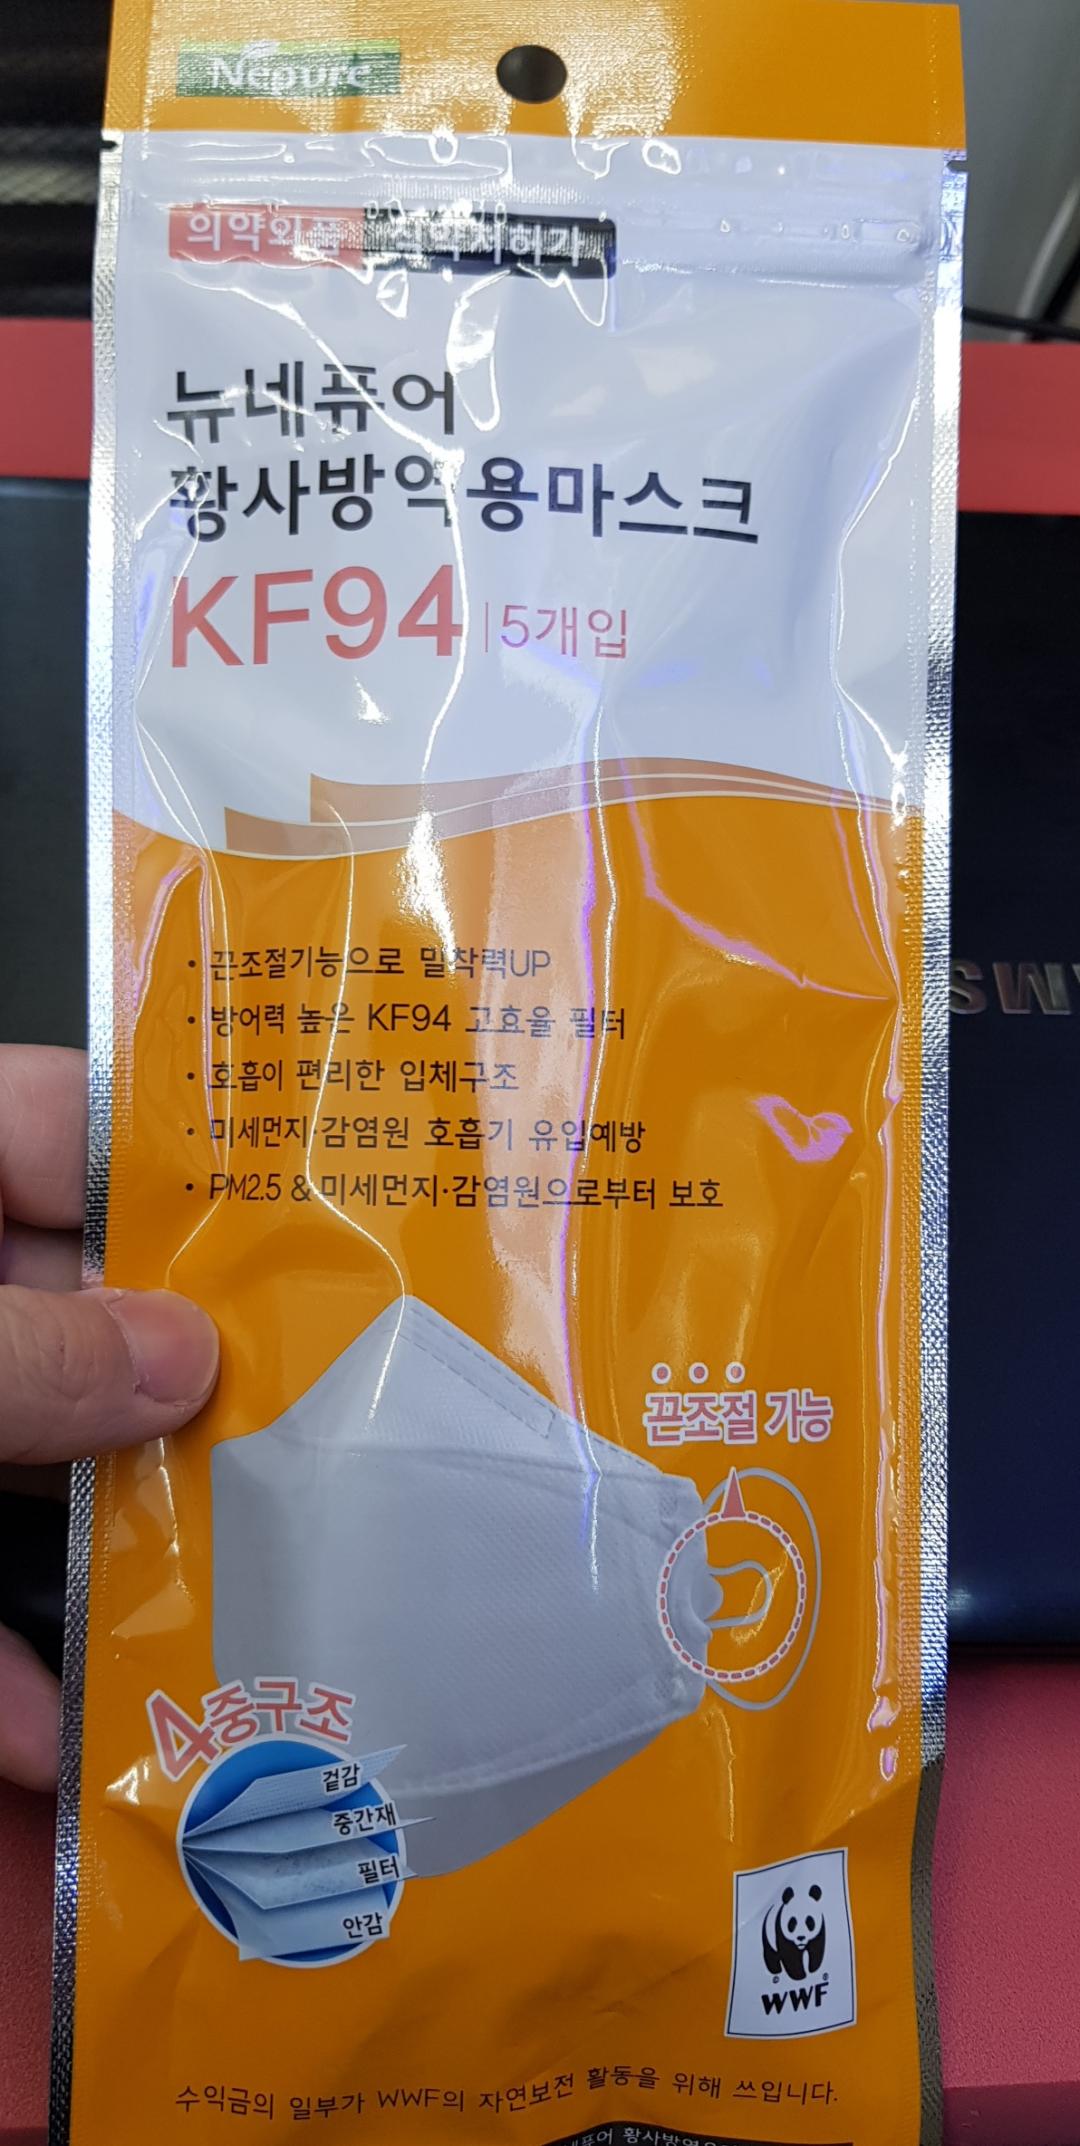 Nepure
의약외품 식약처허가
뉴네퓨어
황사방역용마스크
KF94 | 5개입
• 끈조절기능으로 밀착력UP
• 방어력 높은 KF94 고효율 필터
• 호흡이 편리한 입체구조
• 미세먼지·감염원 호흡기 유입예방
• PM2.5 & 미세먼지·감염원으로부터 보호
끈조절 가능
4중구조
겉감
중간재
필터
안감
WWF
수익금의 일부가 WWF의 자연보전 활동을 위해 쓰입니다.